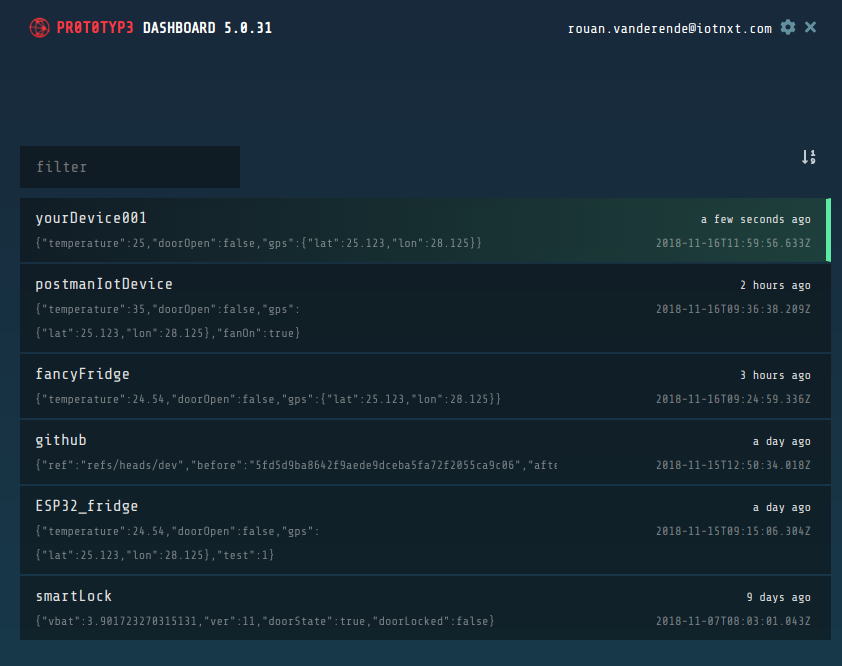 PR0T0TYP3 DASHBOARD 5.0.31
rouan.vanderende@iotnxt.com
filter
yourDevice001
a few seconds ago
{"temperature":25,"doorOpen":false,"gps":{"lat":25.123,"lon":28.125}}
2018-11-16T11:59:56.633Z
postmanIotDevice
2 hours ago
{"temperature":35,"doorOpen":false,"gps":
2018-11-16T09:36:38.209Z
{"lat":25.123,"lon":28.125},"fanOn":true}
fancyFridge
3 hours ago
{"temperature":24.54,"doorOpen":false,"gps":{"lat":25.123,"lon":28.125}}
2018-11-16T09:24:59.336Z
github
a day ago
{"ref":"refs/heads/dev","before":"5fd5d9ba8642f9aede9dceba5fa72f2055ca9c06","afte
2018-11-15T12:50:34.018Z
ESP32_fridge
a day ago
{"temperature":24.54,"doorOpen":false,"gps":
2018-11-15T09:15:06.304Z
{"lat":25.123,"lon":28.125},"test":1}
smartLock
9 days ago
{"vbat":3.901723270315131,"ver":11,"doorState":true,"doorLocked":false}
2018-11-07T08:03:01.043Z